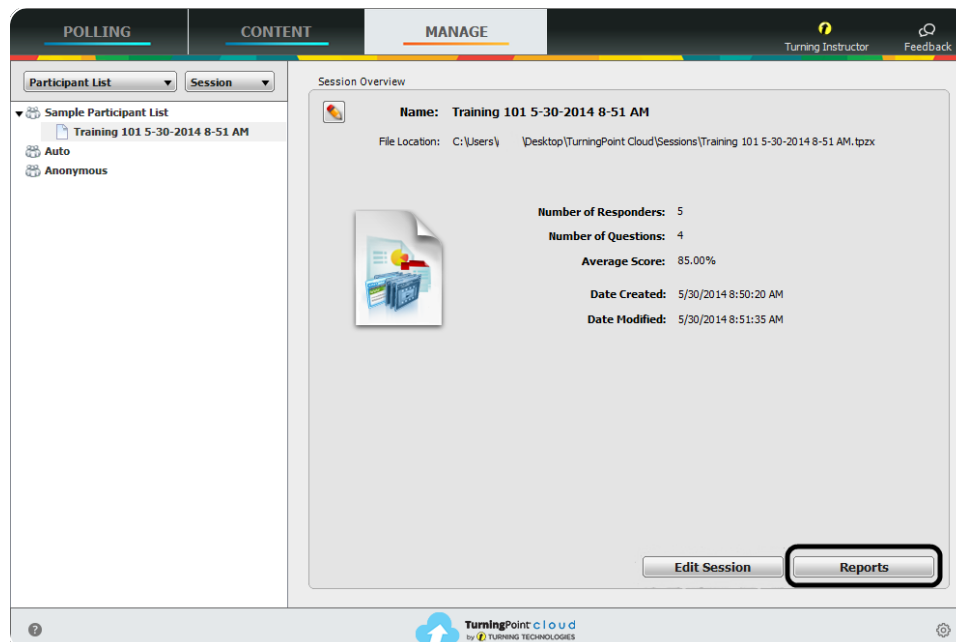 POLLING CONTENT MANAGE
Turning Instructor Feedback
Participant List Session
Sample Participant List
Training 101 5-30-2014 8-51 AM
Auto
Anonymous
Session Overview
Name: Training 101 5-30-2014 8-51 AM
File Location: C:\Users\ \Desktop\TurningPoint Cloud\Sessions\Training 101 5-30-2014 8-51 AM.tpzx
Number of Responders: 5
Number of Questions: 4
Average Score: 85.00%
Date Created: 5/30/2014 8:50:20 AM
Date Modified: 5/30/2014 8:51:35 AM
Edit Session Reports
?
TurningPoint cloud
by TURNING TECHNOLOGIES